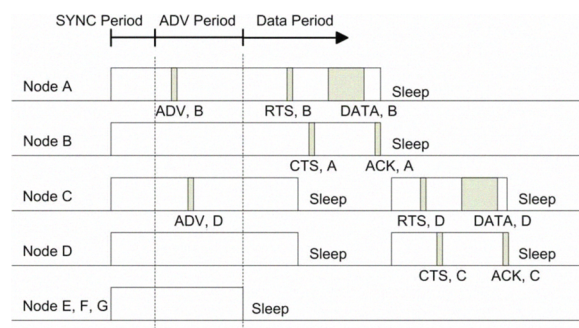 SYNC Period ADV Period Data Period
Node A
Sleep
ADV, B RTS, B DATA, B
Node B
Sleep
CTS, A ACK, A
Node C
Sleep Sleep
ADV, D RTS, D DATA, D
Node D
Sleep Sleep
CTS, C ACK, C
Node E, F, G
Sleep